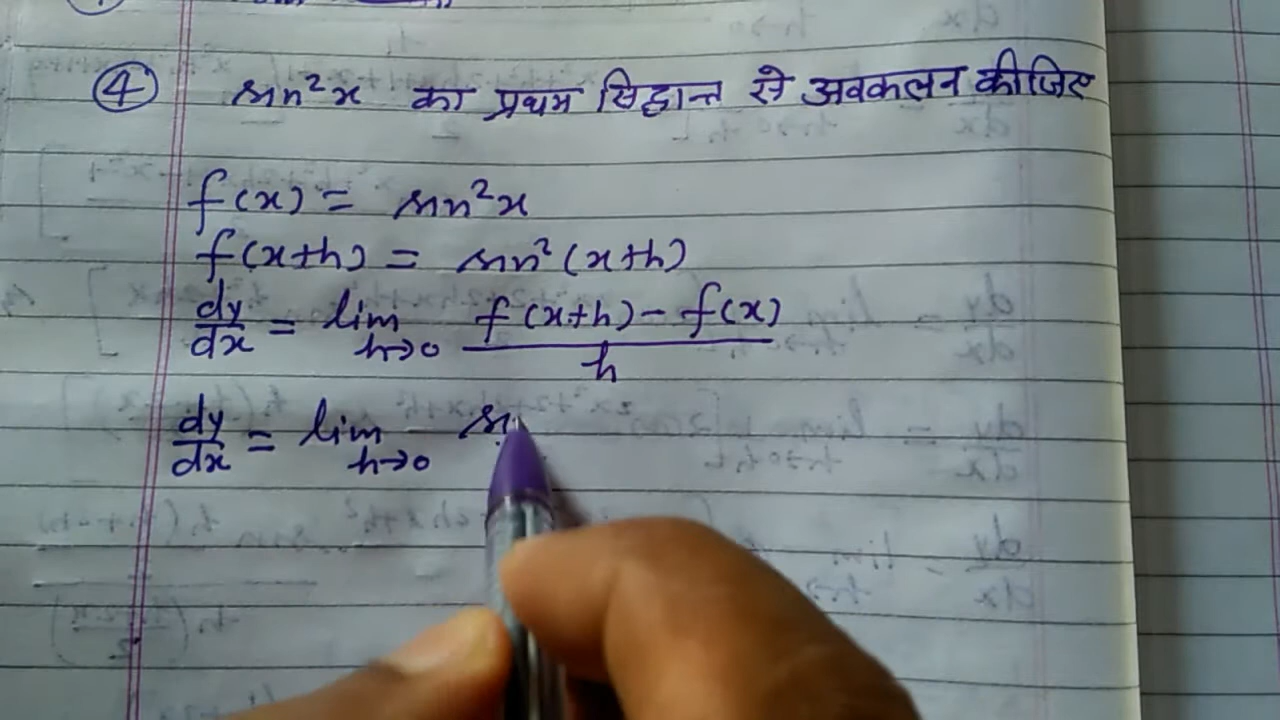 ④ sin²x का प्रथम सिद्धान्त से अवकलन कीजिए
f(x) = sin²x
f(x+h) = sin²(x+h)
dy/dx = lim h→0 f(x+h) - f(x) / h
dy/dx = lim h→0